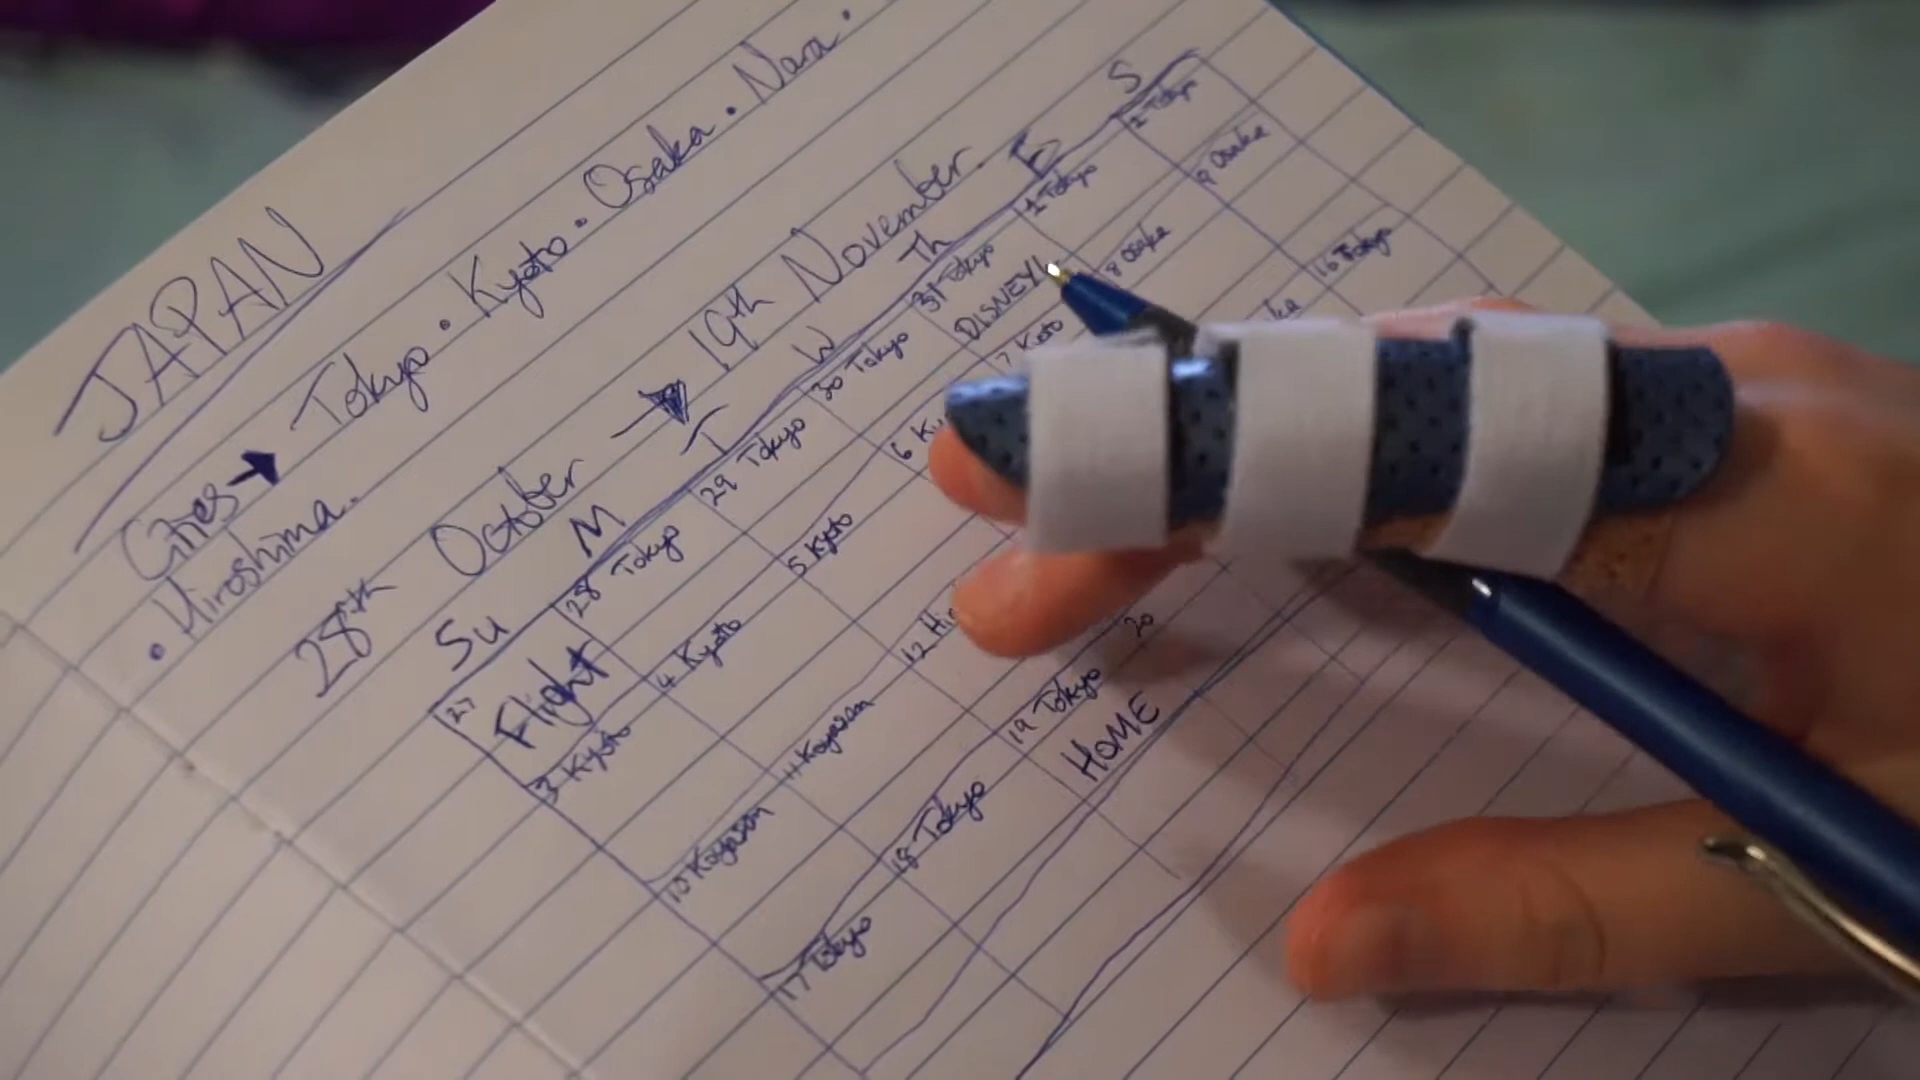 JAPAN
Cities → Tokyo · Kyoto · Osaka · Nara ·
· Hiroshima.
28th October → 19th November.
Su M T W Th F S
27 Flight
28 Tokyo
29 Tokyo
30 Tokyo
31 Tokyo
DISNEY
1 Tokyo
2 Tokyo
3 Kyoto
4 Kyoto
5 Kyoto
6 Ky
7 Kyoto
8 Osaka
9 Osaka
10 Koyasan
11 Koyasan
12 Hir
16 Tokyo
17 Tokyo
18 Tokyo
19 Tokyo
HOME
20